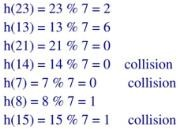 h(23) = 23 % 7 = 2
h(13) = 13 % 7 = 6
h(21) = 21 % 7 = 0
h(14) = 14 % 7 = 0 collision
h(7) = 7 % 7 = 0 collision
h(8) = 8 % 7 = 1
h(15) = 15 % 7 = 1 collision